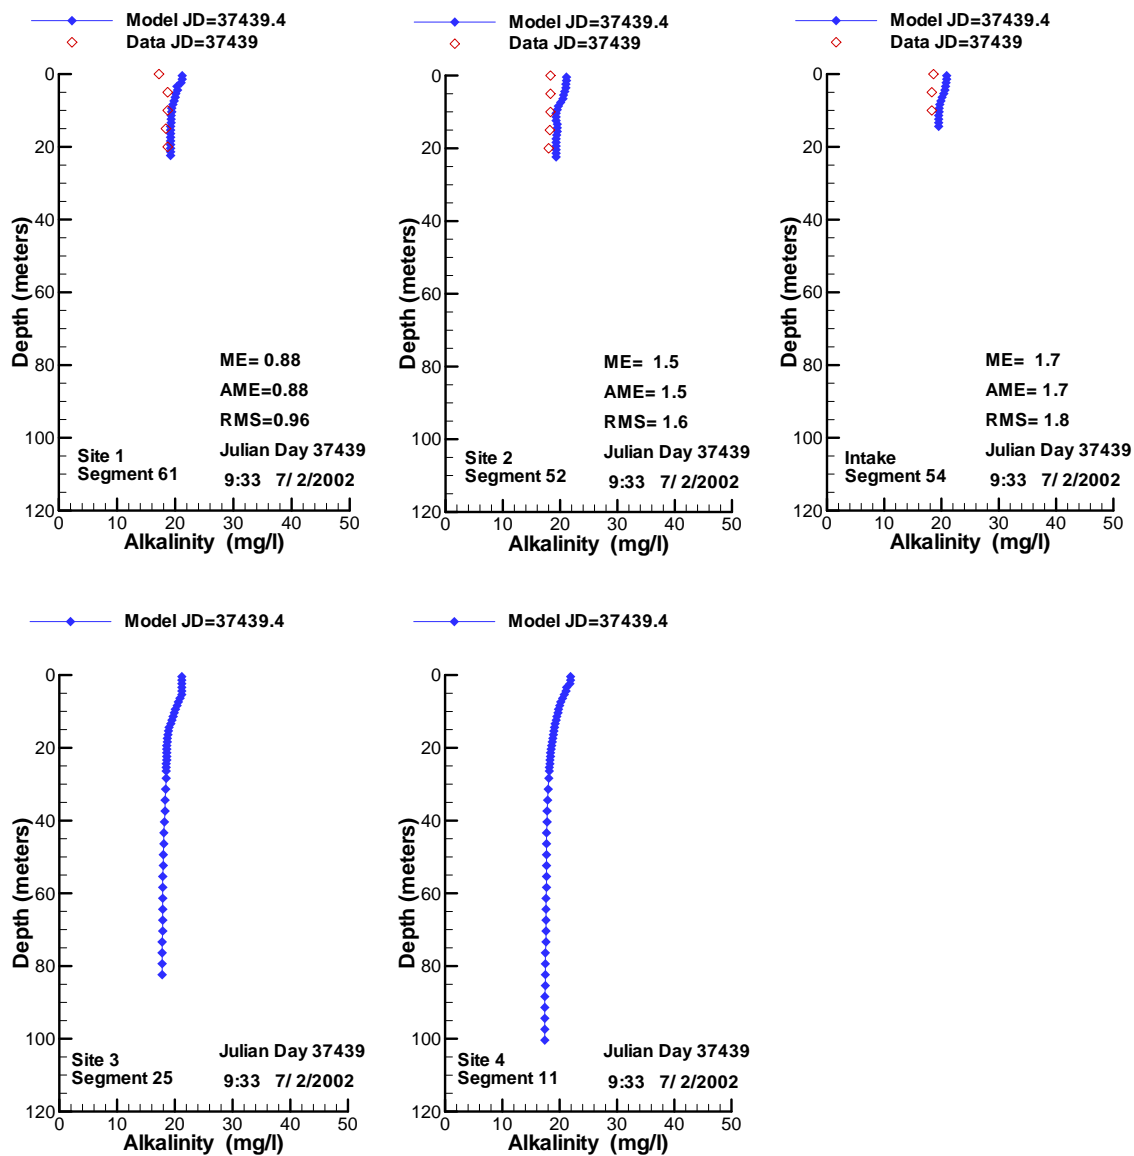 Model JD=37439.4
Data JD=37439
0
20
40
60
80
100
120
Depth (meters)
ME= 0.88
AME=0.88
RMS=0.96
Julian Day 37439
9:33 7/ 2/2002
Site 1
Segment 61
0 10 20 30 40 50
Alkalinity (mg/l)
Model JD=37439.4
Data JD=37439
0
20
40
60
80
100
120
Depth (meters)
ME= 1.5
AME= 1.5
RMS= 1.6
Julian Day 37439
9:33 7/ 2/2002
Site 2
Segment 52
0 10 20 30 40 50
Alkalinity (mg/l)
Model JD=37439.4
Data JD=37439
0
20
40
60
80
100
120
Depth (meters)
ME= 1.7
AME= 1.7
RMS= 1.8
Julian Day 37439
9:33 7/ 2/2002
Intake
Segment 54
0 10 20 30 40 50
Alkalinity (mg/l)
Model JD=37439.4
0
20
40
60
80
100
120
Depth (meters)
Julian Day 37439
9:33 7/ 2/2002
Site 3
Segment 25
0 10 20 30 40 50
Alkalinity (mg/l)
Model JD=37439.4
0
20
40
60
80
100
120
Depth (meters)
Julian Day 37439
9:33 7/ 2/2002
Site 4
Segment 11
0 10 20 30 40 50
Alkalinity (mg/l)